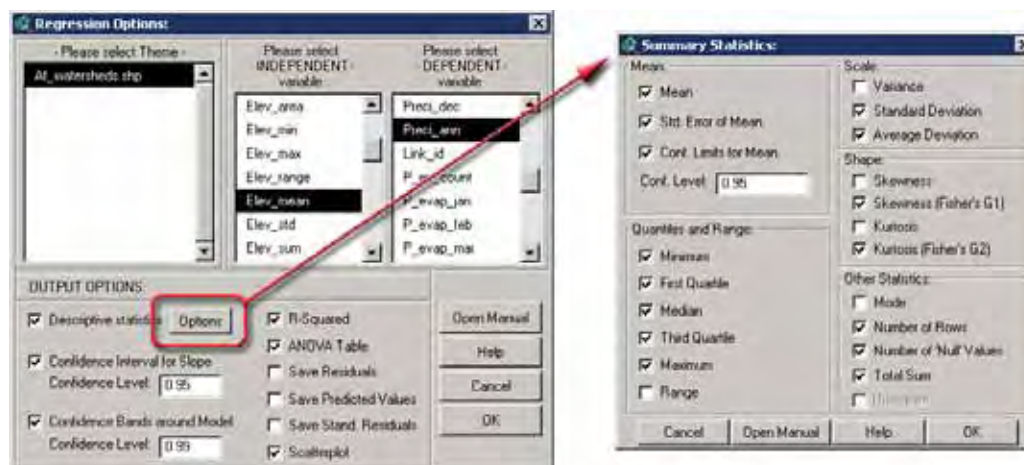 Regression Options:
- Please select Theme -
Af_watersheds.shp
Please select
INDEPENDENT
variable
Elev_area
Elev_min
Elev_max
Elev_range
Elev_mean
Elev_std
Elev_sum
Please select
DEPENDENT
variable
Preci_dec
Preci_ann
Link_id
P_ev_count
P_evap_jan
P_evap_feb
P_evap_mar
OUTPUT OPTIONS
Descriptive statistics
Options
Confidence Interval for Slope
Confidence Level: 0.95
Confidence Bands around Model
Confidence Level: 0.95
R-Squared
ANOVA Table
Save Residuals
Save Predicted Values
Save Stand. Residuals
Scatterplot
Open Manual
Help
Cancel
OK
Summary Statistics:
Mean:
Mean
Std. Error of Mean
Conf. Limits for Mean
Conf. Level: 0.95
Quantiles and Range:
Minimum
First Quartile
Median
Third Quartile
Maximum
Range
Scale:
Variance
Standard Deviation
Average Deviation
Shape:
Skewness
Skewness (Fisher's G1)
Kurtosis
Kurtosis (Fisher's G2)
Other Statistics:
Mode
Number of Rows
Number of 'Null' Values
Total Sum
Cancel
Open Manual
Help
OK